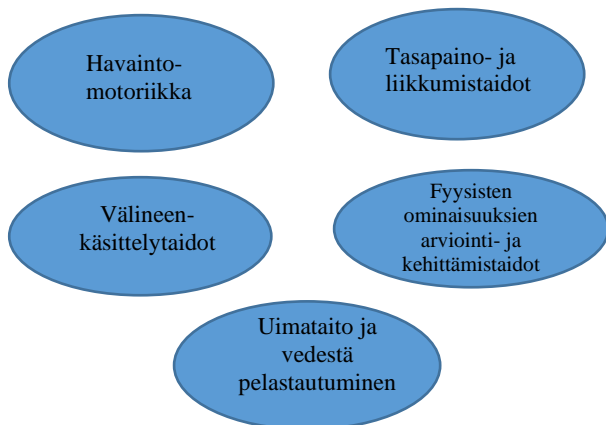 Havainto-
motoriikka
Tasapaino- ja
liikkumistaidot
Välineen-
käsittelytaidot
Fyysisten
ominaisuuksien
arviointi- ja
kehittämistaidot
Uimataito ja
vedestä
pelastautuminen